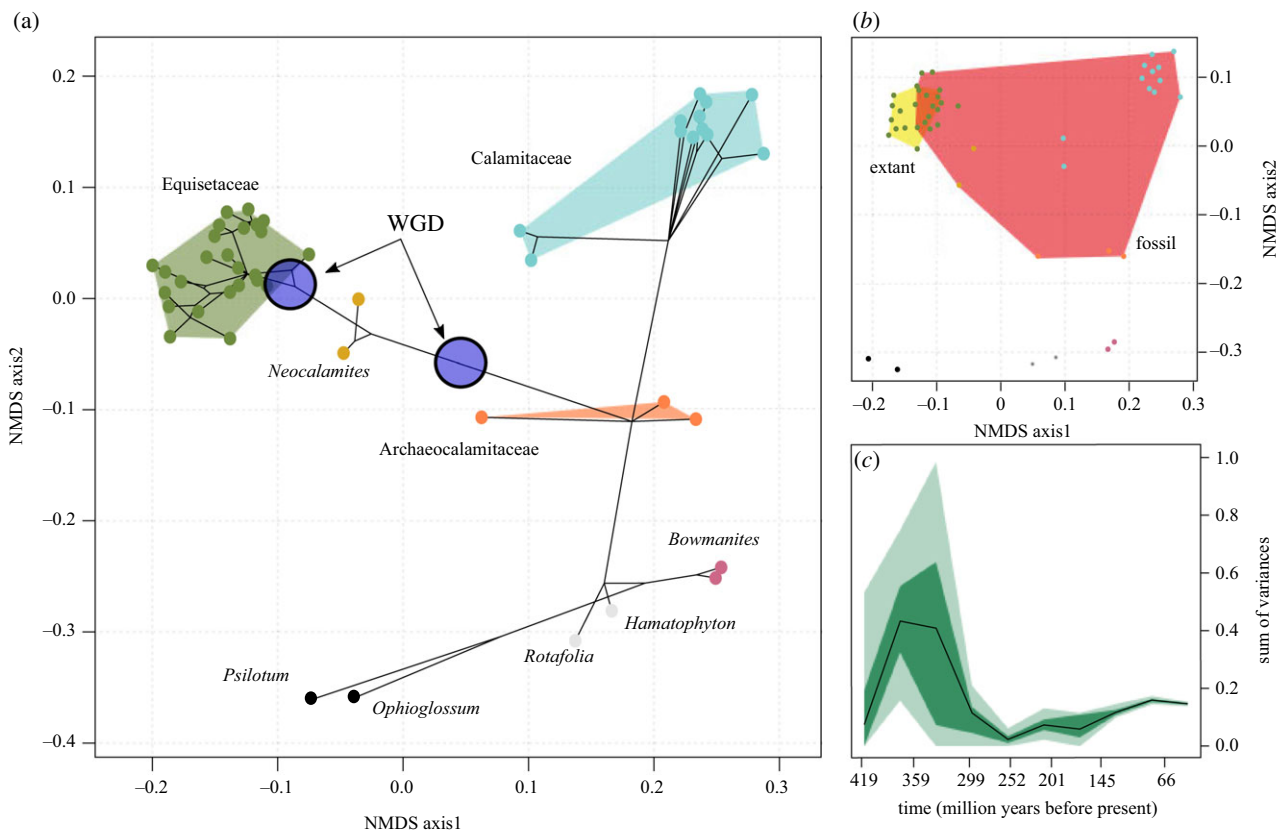 (a)
0.2
0.1
0.0
–0.1
–0.2
–0.3
–0.4
NMDS axis2
Equisetaceae
WGD
Calamitaceae
Neocalamites
Archaeocalamitaceae
Bowmanites
Hamatophyton
Rotafolia
Psilotum
Ophioglossum
–0.2 –0.1 0.0 0.1 0.2 0.3
NMDS axis1
(b)
extant
fossil
0.1
0.0
–0.1
–0.2
–0.3
NMDS axis2
–0.2 –0.1 0 0.1 0.2 0.3
NMDS axis1
(c)
1.0
0.8
0.6
0.4
0.2
0.0
sum of variances
419 359 299 252 201 145 66
time (million years before present)